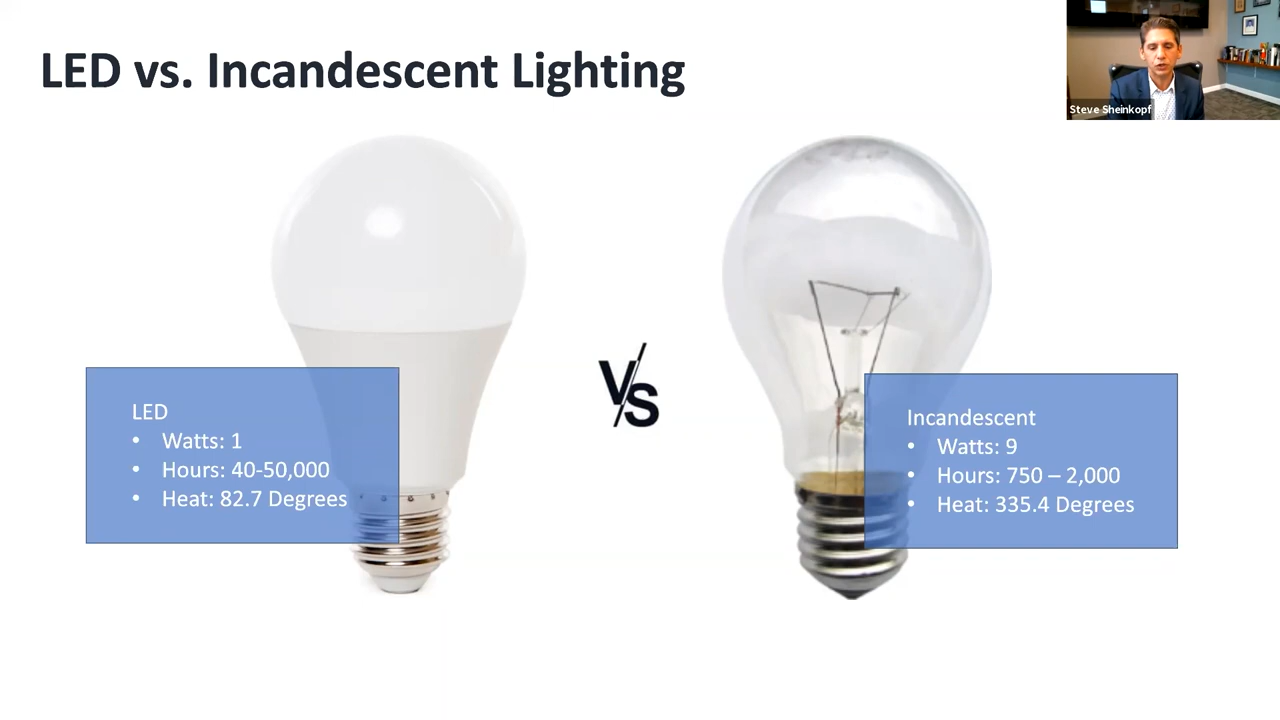 LED vs. Incandescent Lighting
Steve Sheinkopf
VS
LED
• Watts: 1
• Hours: 40-50,000
• Heat: 82.7 Degrees
Incandescent
• Watts: 9
• Hours: 750 – 2,000
• Heat: 335.4 Degrees